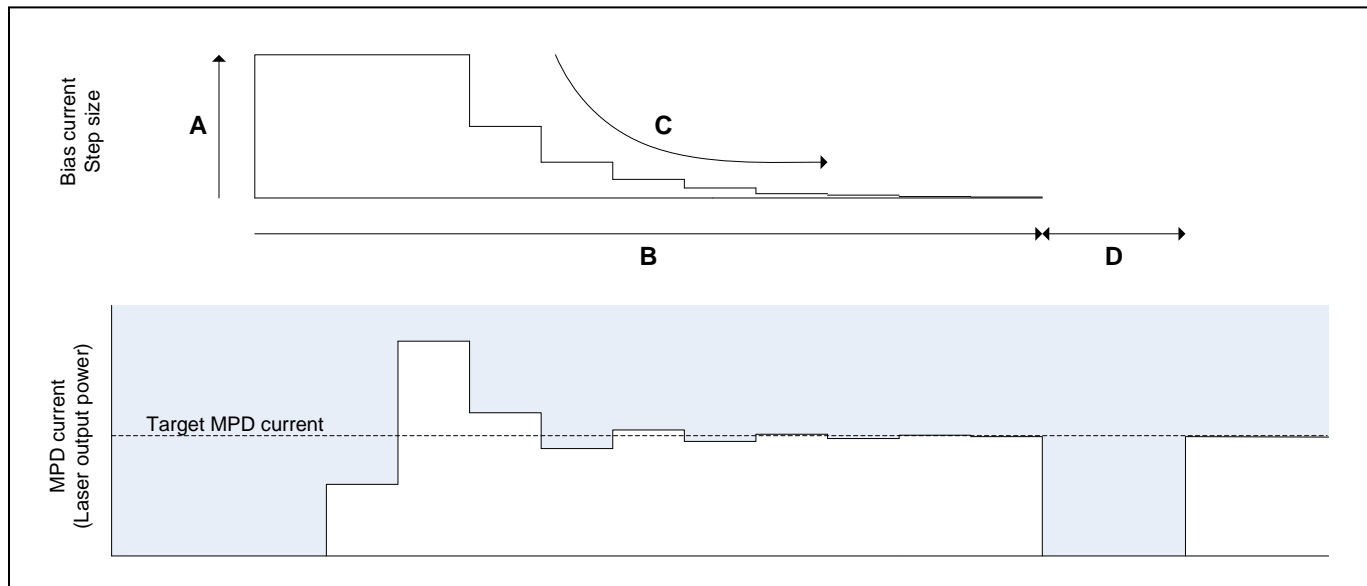 Bias current
Step size
A
C
B
D
MPD current
(Laser output power)
Target MPD current